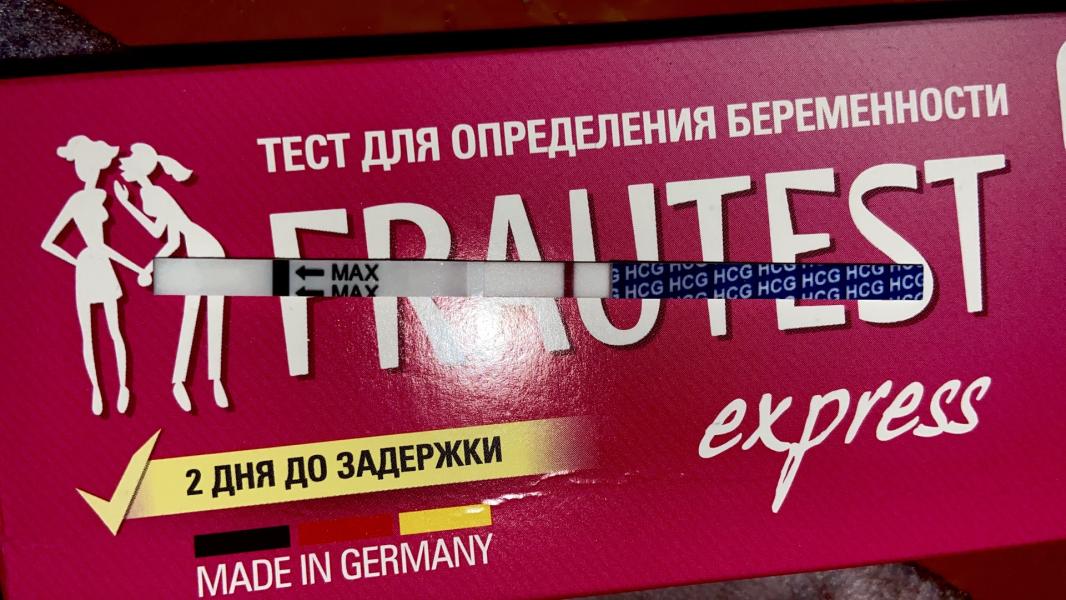 ТЕСТ ДЛЯ ОПРЕДЕЛЕНИЯ БЕРЕМЕННОСТИ
FRAUTEST
MAX
MAX
HCG HCG HCG HCG HCG HCG HCG
HCG HCG HCG HCG HCG HCG HCG
express
2 ДНЯ ДО ЗАДЕРЖКИ
MADE IN GERMANY